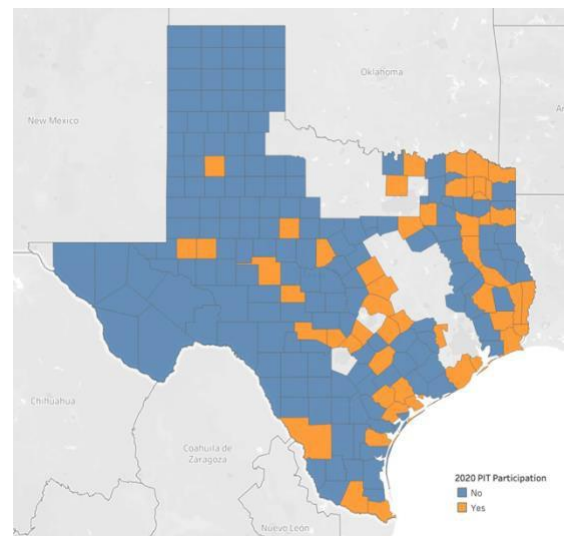 Oklahoma
New Mexico
Chihuahua
Coahuila de
Zaragoza
Nuevo León
2020 PIT Participation
No
Yes